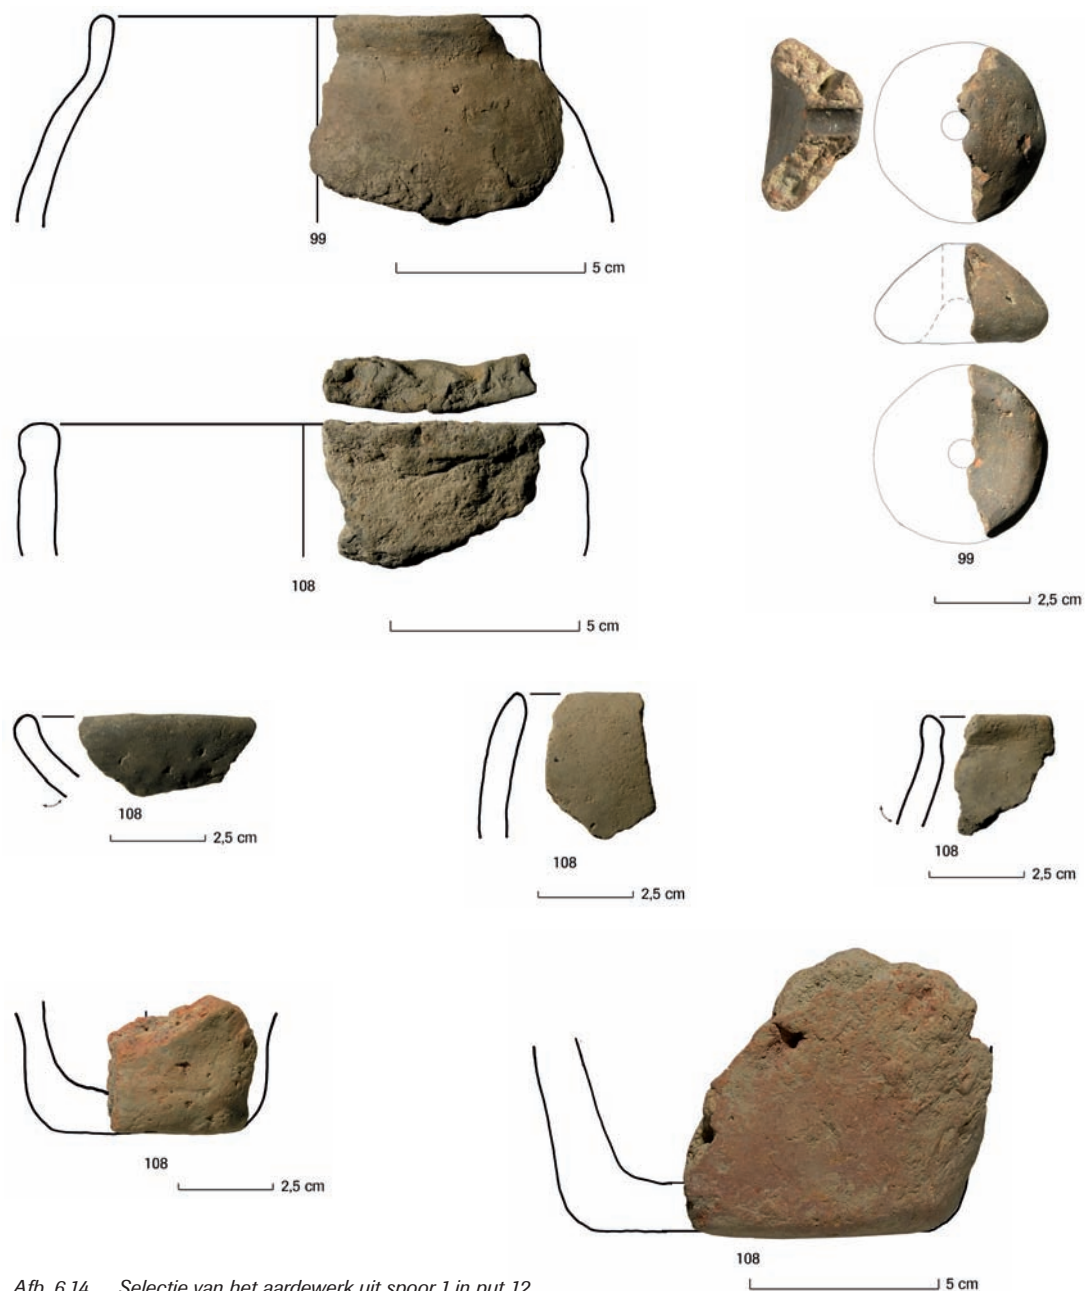 99
5 cm
99
2,5 cm
108
5 cm
108
2,5 cm
108
2,5 cm
108
2,5 cm
108
2,5 cm
108
5 cm
Afb. 6.14 Selectie van het aardewerk uit spoor 1 in put 12